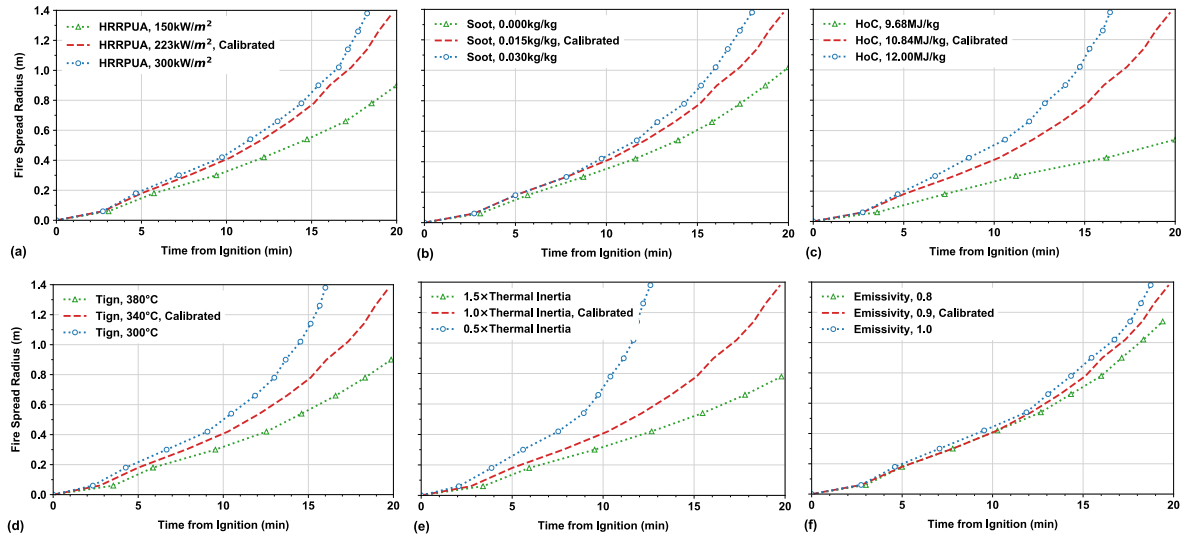 HRRPUA, 150kW/m²
HRRPUA, 223kW/m², Calibrated
HRRPUA, 300kW/m²
Fire Spread Radius (m)
1.4
1.2
1.0
0.8
0.6
0.4
0.2
0.0
0 5 10 15 20
Time from Ignition (min)
(a)
Soot, 0.000kg/kg
Soot, 0.015kg/kg, Calibrated
Soot, 0.030kg/kg
0 5 10 15 20
Time from Ignition (min)
(b)
HoC, 9.68MJ/kg
HoC, 10.84MJ/kg, Calibrated
HoC, 12.00MJ/kg
0 5 10 15 20
Time from Ignition (min)
(c)
Tign, 380°C
Tign, 340°C, Calibrated
Tign, 300°C
Fire Spread Radius (m)
1.4
1.2
1.0
0.8
0.6
0.4
0.2
0.0
0 5 10 15 20
Time from Ignition (min)
(d)
1.5×Thermal Inertia
1.0×Thermal Inertia, Calibrated
0.5×Thermal Inertia
0 5 10 15 20
Time from Ignition (min)
(e)
Emissivity, 0.8
Emissivity, 0.9, Calibrated
Emissivity, 1.0
0 5 10 15 20
Time from Ignition (min)
(f)